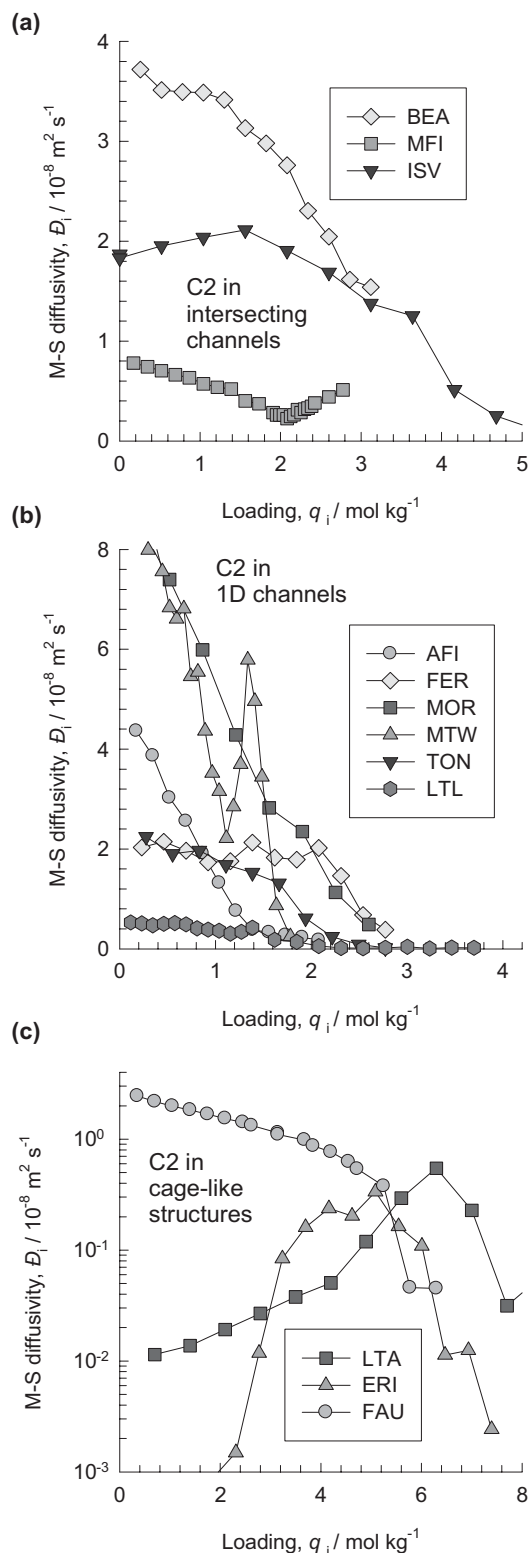 (a)
4
3
2
1
0
M-S diffusivity, Đi / 10-8 m2 s-1
BEA
MFI
ISV
C2 in
intersecting
channels
0 1 2 3 4 5
Loading, q i / mol kg-1
(b)
8
6
4
2
0
M-S diffusivity, Đi / 10-8 m2 s-1
C2 in
1D channels
AFI
FER
MOR
MTW
TON
LTL
0 1 2 3 4
Loading, q i / mol kg-1
(c)
100
10-1
10-2
10-3
M-S diffusivity, Đi / 10-8 m2 s-1
C2 in
cage-like
structures
LTA
ERI
FAU
0 2 4 6 8
Loading, q i / mol kg-1